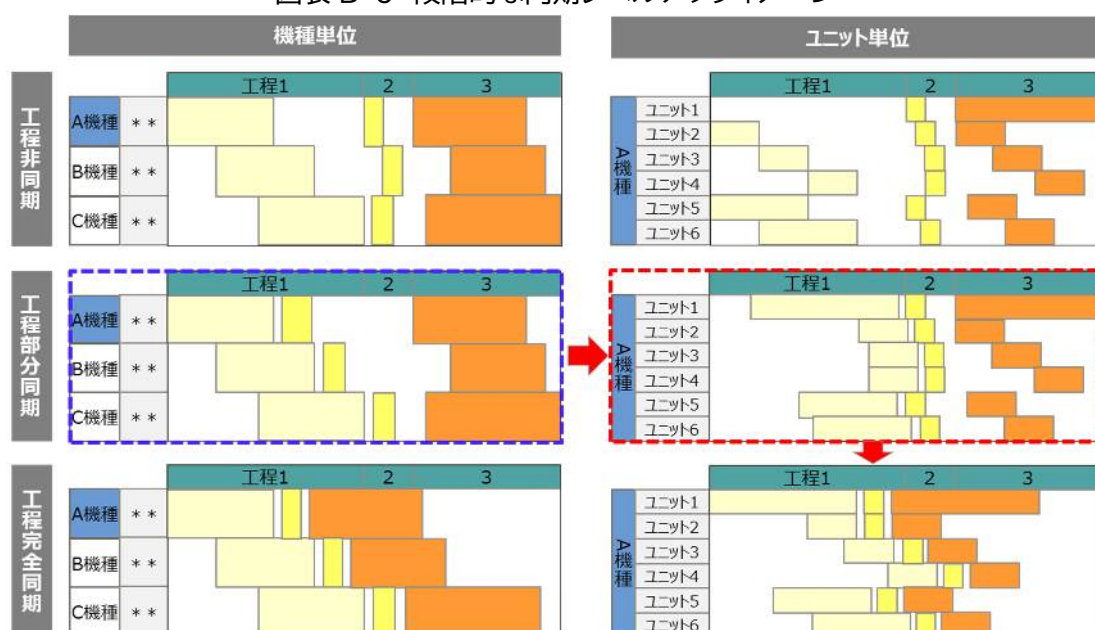 機種単位
ユニット単位
工程非同期
工程1 2 3
A機種 **
B機種 **
C機種 **
工程1 2 3
A機種
ユニット1
ユニット2
ユニット3
ユニット4
ユニット5
ユニット6
工程部分同期
工程1 2 3
A機種 **
B機種 **
C機種 **
工程1 2 3
A機種
ユニット1
ユニット2
ユニット3
ユニット4
ユニット5
ユニット6
工程完全同期
工程1 2 3
A機種 **
B機種 **
C機種 **
工程1 2 3
A機種
ユニット1
ユニット2
ユニット3
ユニット4
ユニット5
ユニット6